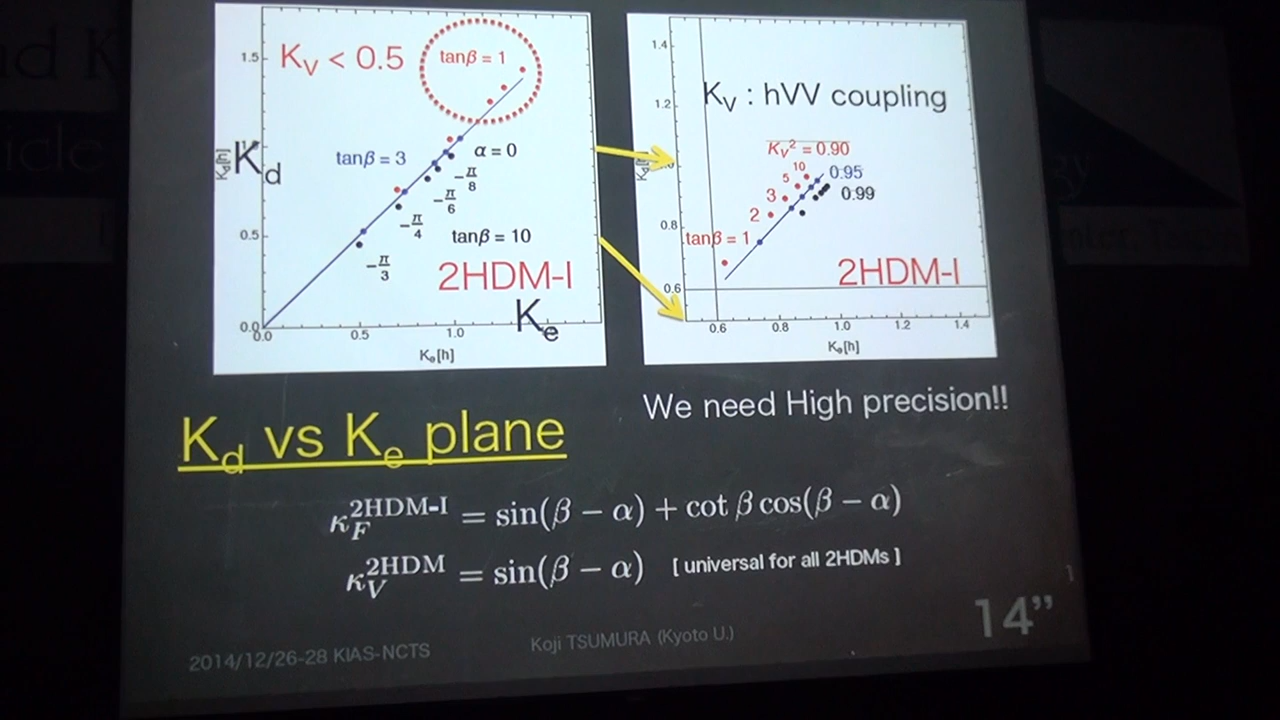 K_V < 0.5
tanβ = 1
1.5
K_d
tanβ = 3
α = 0
-π/8
-π/6
-π/4
-π/3
0.5
tanβ = 10
2HDM-I
K_e
0.0
0.0 0.5 1.0
K_e[h]
1.4
1.2
K_V : hVV coupling
K_V² = 0.90
10
5
0.95
3
0.99
2
0.8
tanβ = 1
2HDM-I
0.6
0.6 0.8 1.0 1.2 1.4
K_e[h]
We need High precision!!
K_d vs K_e plane
κ_F^2HDM-I = sin(β − α) + cot β cos(β − α)
κ_V^2HDM = sin(β − α) [ universal for all 2HDMs ]
14”
2014/12/26-28 KIAS-NCTS
Koji TSUMURA (Kyoto U.)